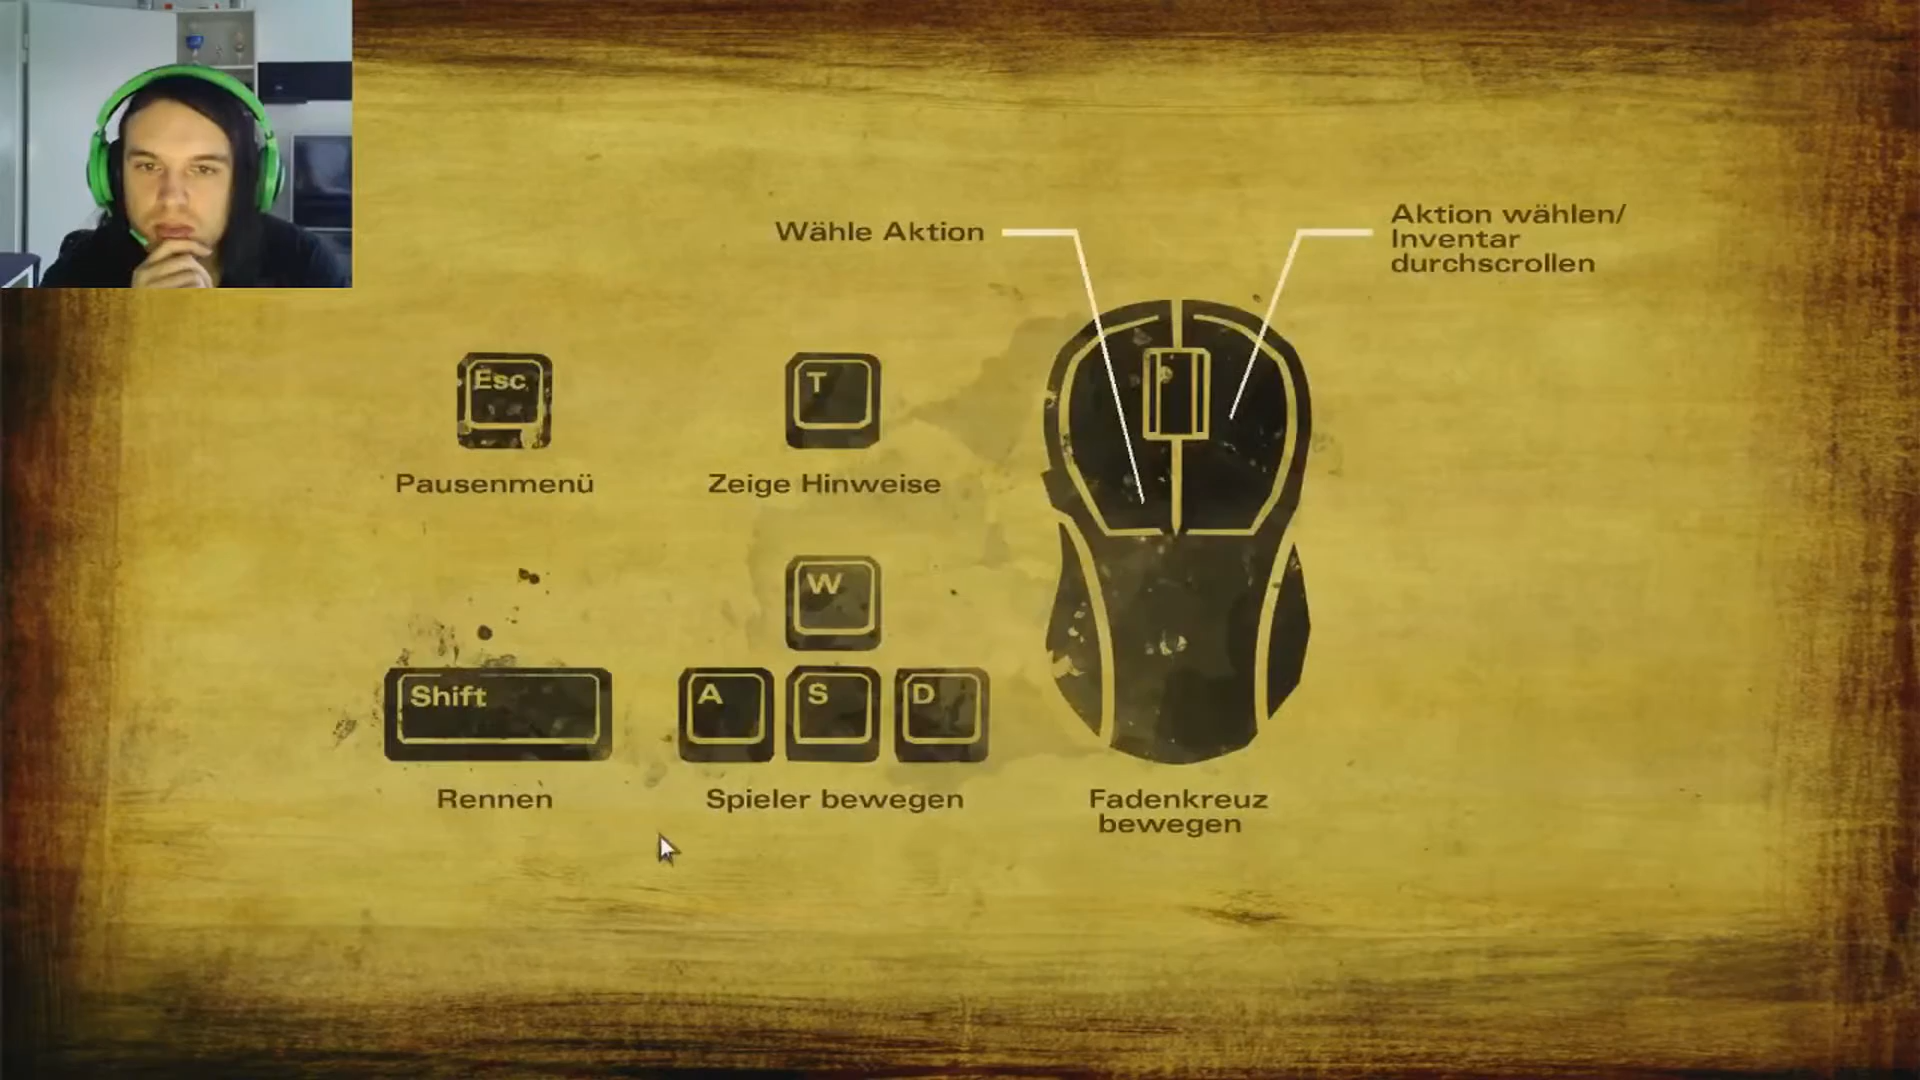 Wähle Aktion
Aktion wählen/
Inventar
durchscrollen
Esc
T
Pausenmenü
Zeige Hinweise
W
Shift
A
S
D
Rennen
Spieler bewegen
Fadenkreuz
bewegen